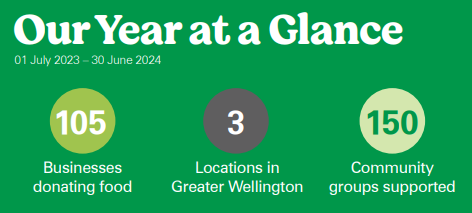 Our Year at a Glance
01 July 2023 – 30 June 2024
105
Businesses
donating food
3
Locations in
Greater Wellington
150
Community
groups supported